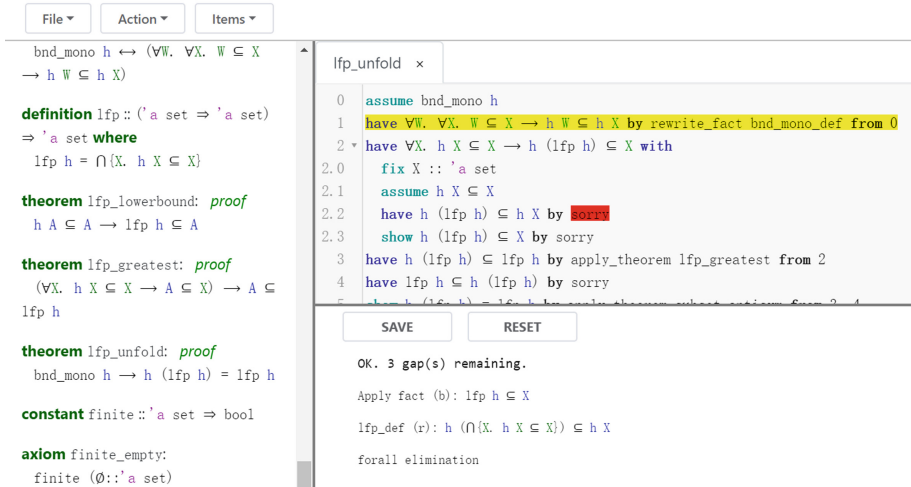 File Action Items
bnd_mono h ⟷ (∀W. ∀X. W ⊆ X
⟶ h W ⊆ h X)
definition lfp :: ('a set ⇒ 'a set)
⇒ 'a set where
lfp h = ⋂{X. h X ⊆ X}
theorem lfp_lowerbound: proof
h A ⊆ A ⟶ lfp h ⊆ A
theorem lfp_greatest: proof
(∀X. h X ⊆ X ⟶ A ⊆ X) ⟶ A ⊆
lfp h
theorem lfp_unfold: proof
bnd_mono h ⟶ h (lfp h) = lfp h
constant finite :: 'a set ⇒ bool
axiom finite_empty:
finite (∅::'a set)
lfp_unfold ×
0 assume bnd_mono h
1 have ∀W. ∀X. W ⊆ X ⟶ h W ⊆ h X by rewrite_fact bnd_mono_def from 0
2 have ∀X. h X ⊆ X ⟶ h (lfp h) ⊆ X with
2.0 fix X :: 'a set
2.1 assume h X ⊆ X
2.2 have h (lfp h) ⊆ h X by sorry
2.3 show h (lfp h) ⊆ X by sorry
3 have h (lfp h) ⊆ lfp h by apply_theorem lfp_greatest from 2
4 have lfp h ⊆ h (lfp h) by sorry
SAVE RESET
OK. 3 gap(s) remaining.
Apply fact (b): lfp h ⊆ X
lfp_def (r): h (⋂{X. h X ⊆ X}) ⊆ h X
forall elimination